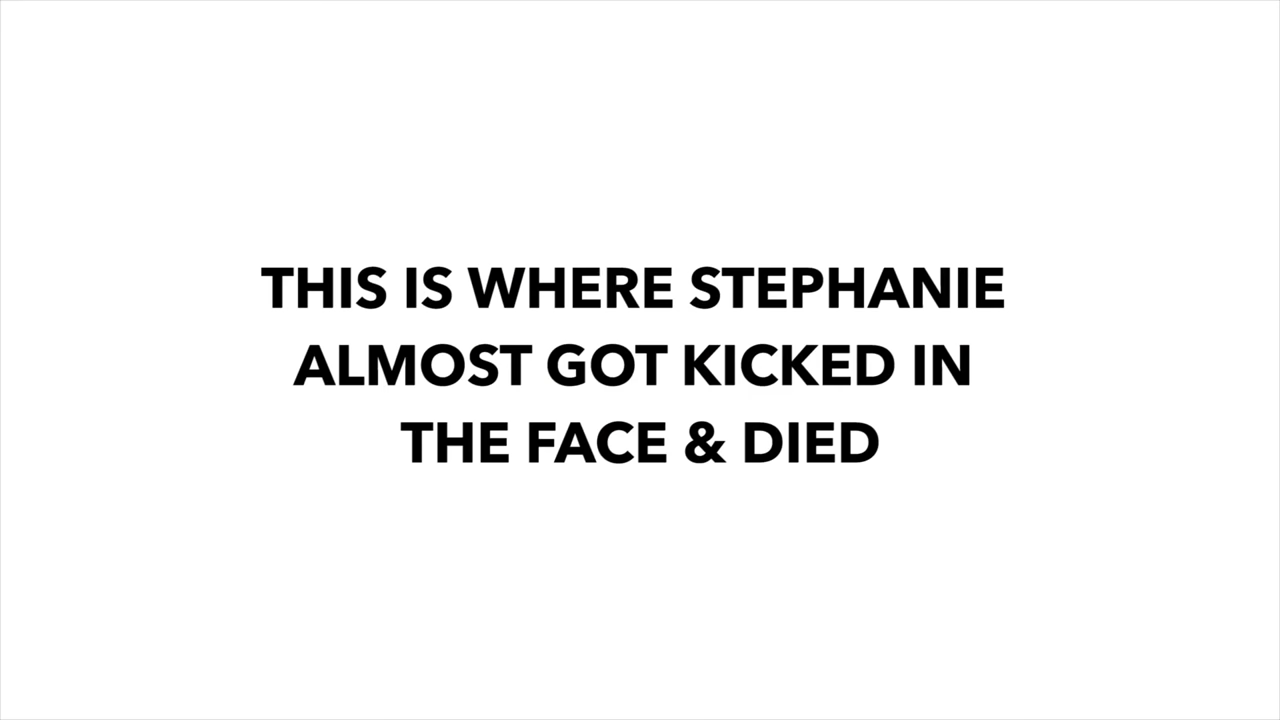 THIS IS WHERE STEPHANIE
ALMOST GOT KICKED IN
THE FACE & DIED